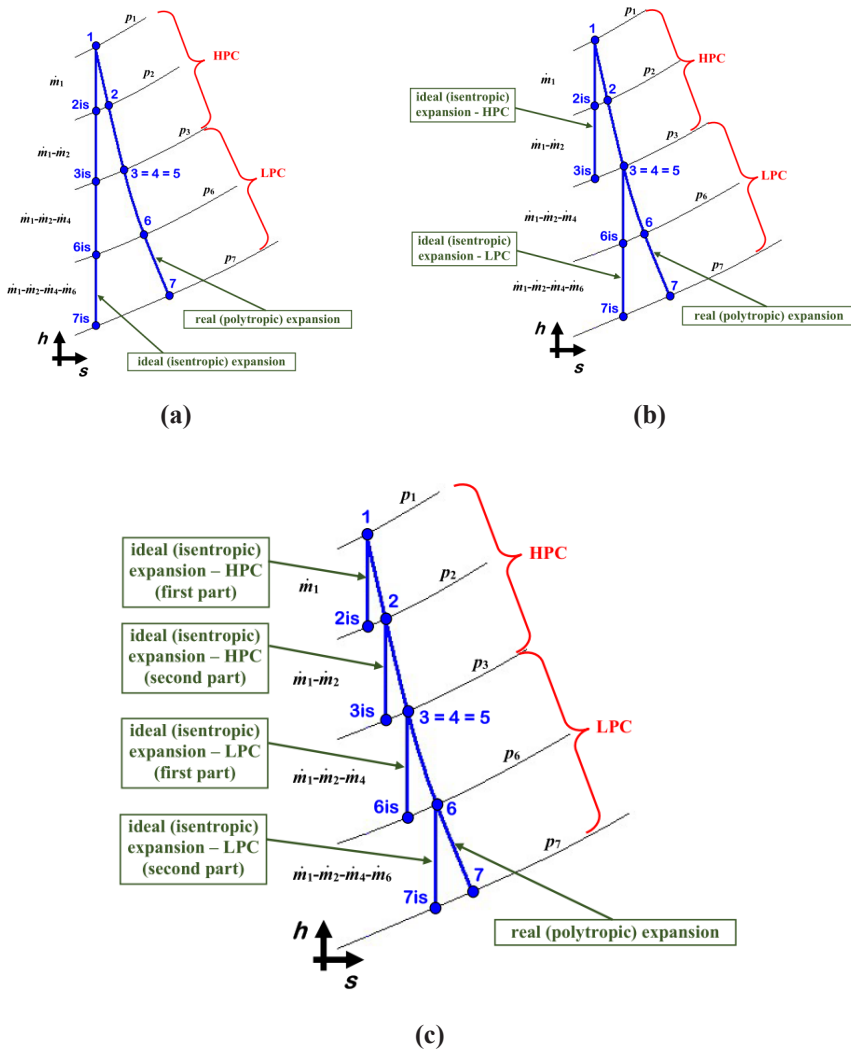 1
p1
HPC
ṁ1
p2
2is
2
ṁ1-ṁ2
p3
3is
3 = 4 = 5
LPC
ṁ1-ṁ2-ṁ4
p6
6is
6
ṁ1-ṁ2-ṁ4-ṁ6
p7
7
7is
real (polytropic) expansion
h
s
ideal (isentropic) expansion
(a)
1
p1
HPC
ṁ1
p2
ideal (isentropic)
expansion - HPC
2is
2
ṁ1-ṁ2
p3
3is
3 = 4 = 5
LPC
ṁ1-ṁ2-ṁ4
p6
6is
6
ideal (isentropic)
expansion - LPC
ṁ1-ṁ2-ṁ4-ṁ6
p7
7
7is
real (polytropic) expansion
h
s
(b)
p1
1
HPC
ideal (isentropic)
expansion – HPC
(first part)
ṁ1
p2
2is
2
ideal (isentropic)
expansion – HPC
(second part)
ṁ1-ṁ2
p3
3is
3 = 4 = 5
LPC
ideal (isentropic)
expansion – LPC
(first part)
ṁ1-ṁ2-ṁ4
p6
6is
6
ideal (isentropic)
expansion – LPC
(second part)
ṁ1-ṁ2-ṁ4-ṁ6
p7
7
7is
real (polytropic) expansion
h
s
(c)